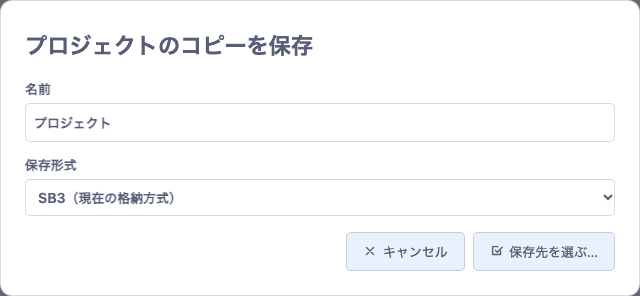 プロジェクトのコピーを保存
名前
プロジェクト
保存形式
SB3（現在の格納方式）
キャンセル
保存先を選ぶ...